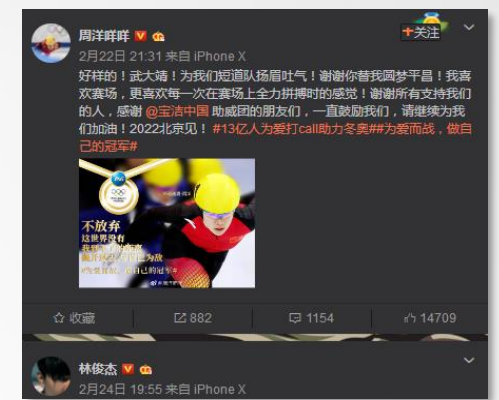 周洋咩咩
+关注
2月22日 21:31 来自 iPhone X
好样的！武大靖！为我们短道队扬眉吐气！谢谢你替我圆梦平昌！我喜
欢赛场，更喜欢每一次在赛场上全力拼搏时的感觉！谢谢所有支持我们
的人，感谢 @宝洁中国 助威团的朋友们，一直鼓励我们，请继续为我
们加油！2022北京见！ #13亿人为爱打call助力冬奥##为爱而战，做自
己的冠军#
P&G
不放弃
这世界没有
收藏
882
1154
14709
林俊杰
2月24日 19:55 来自 iPhone X